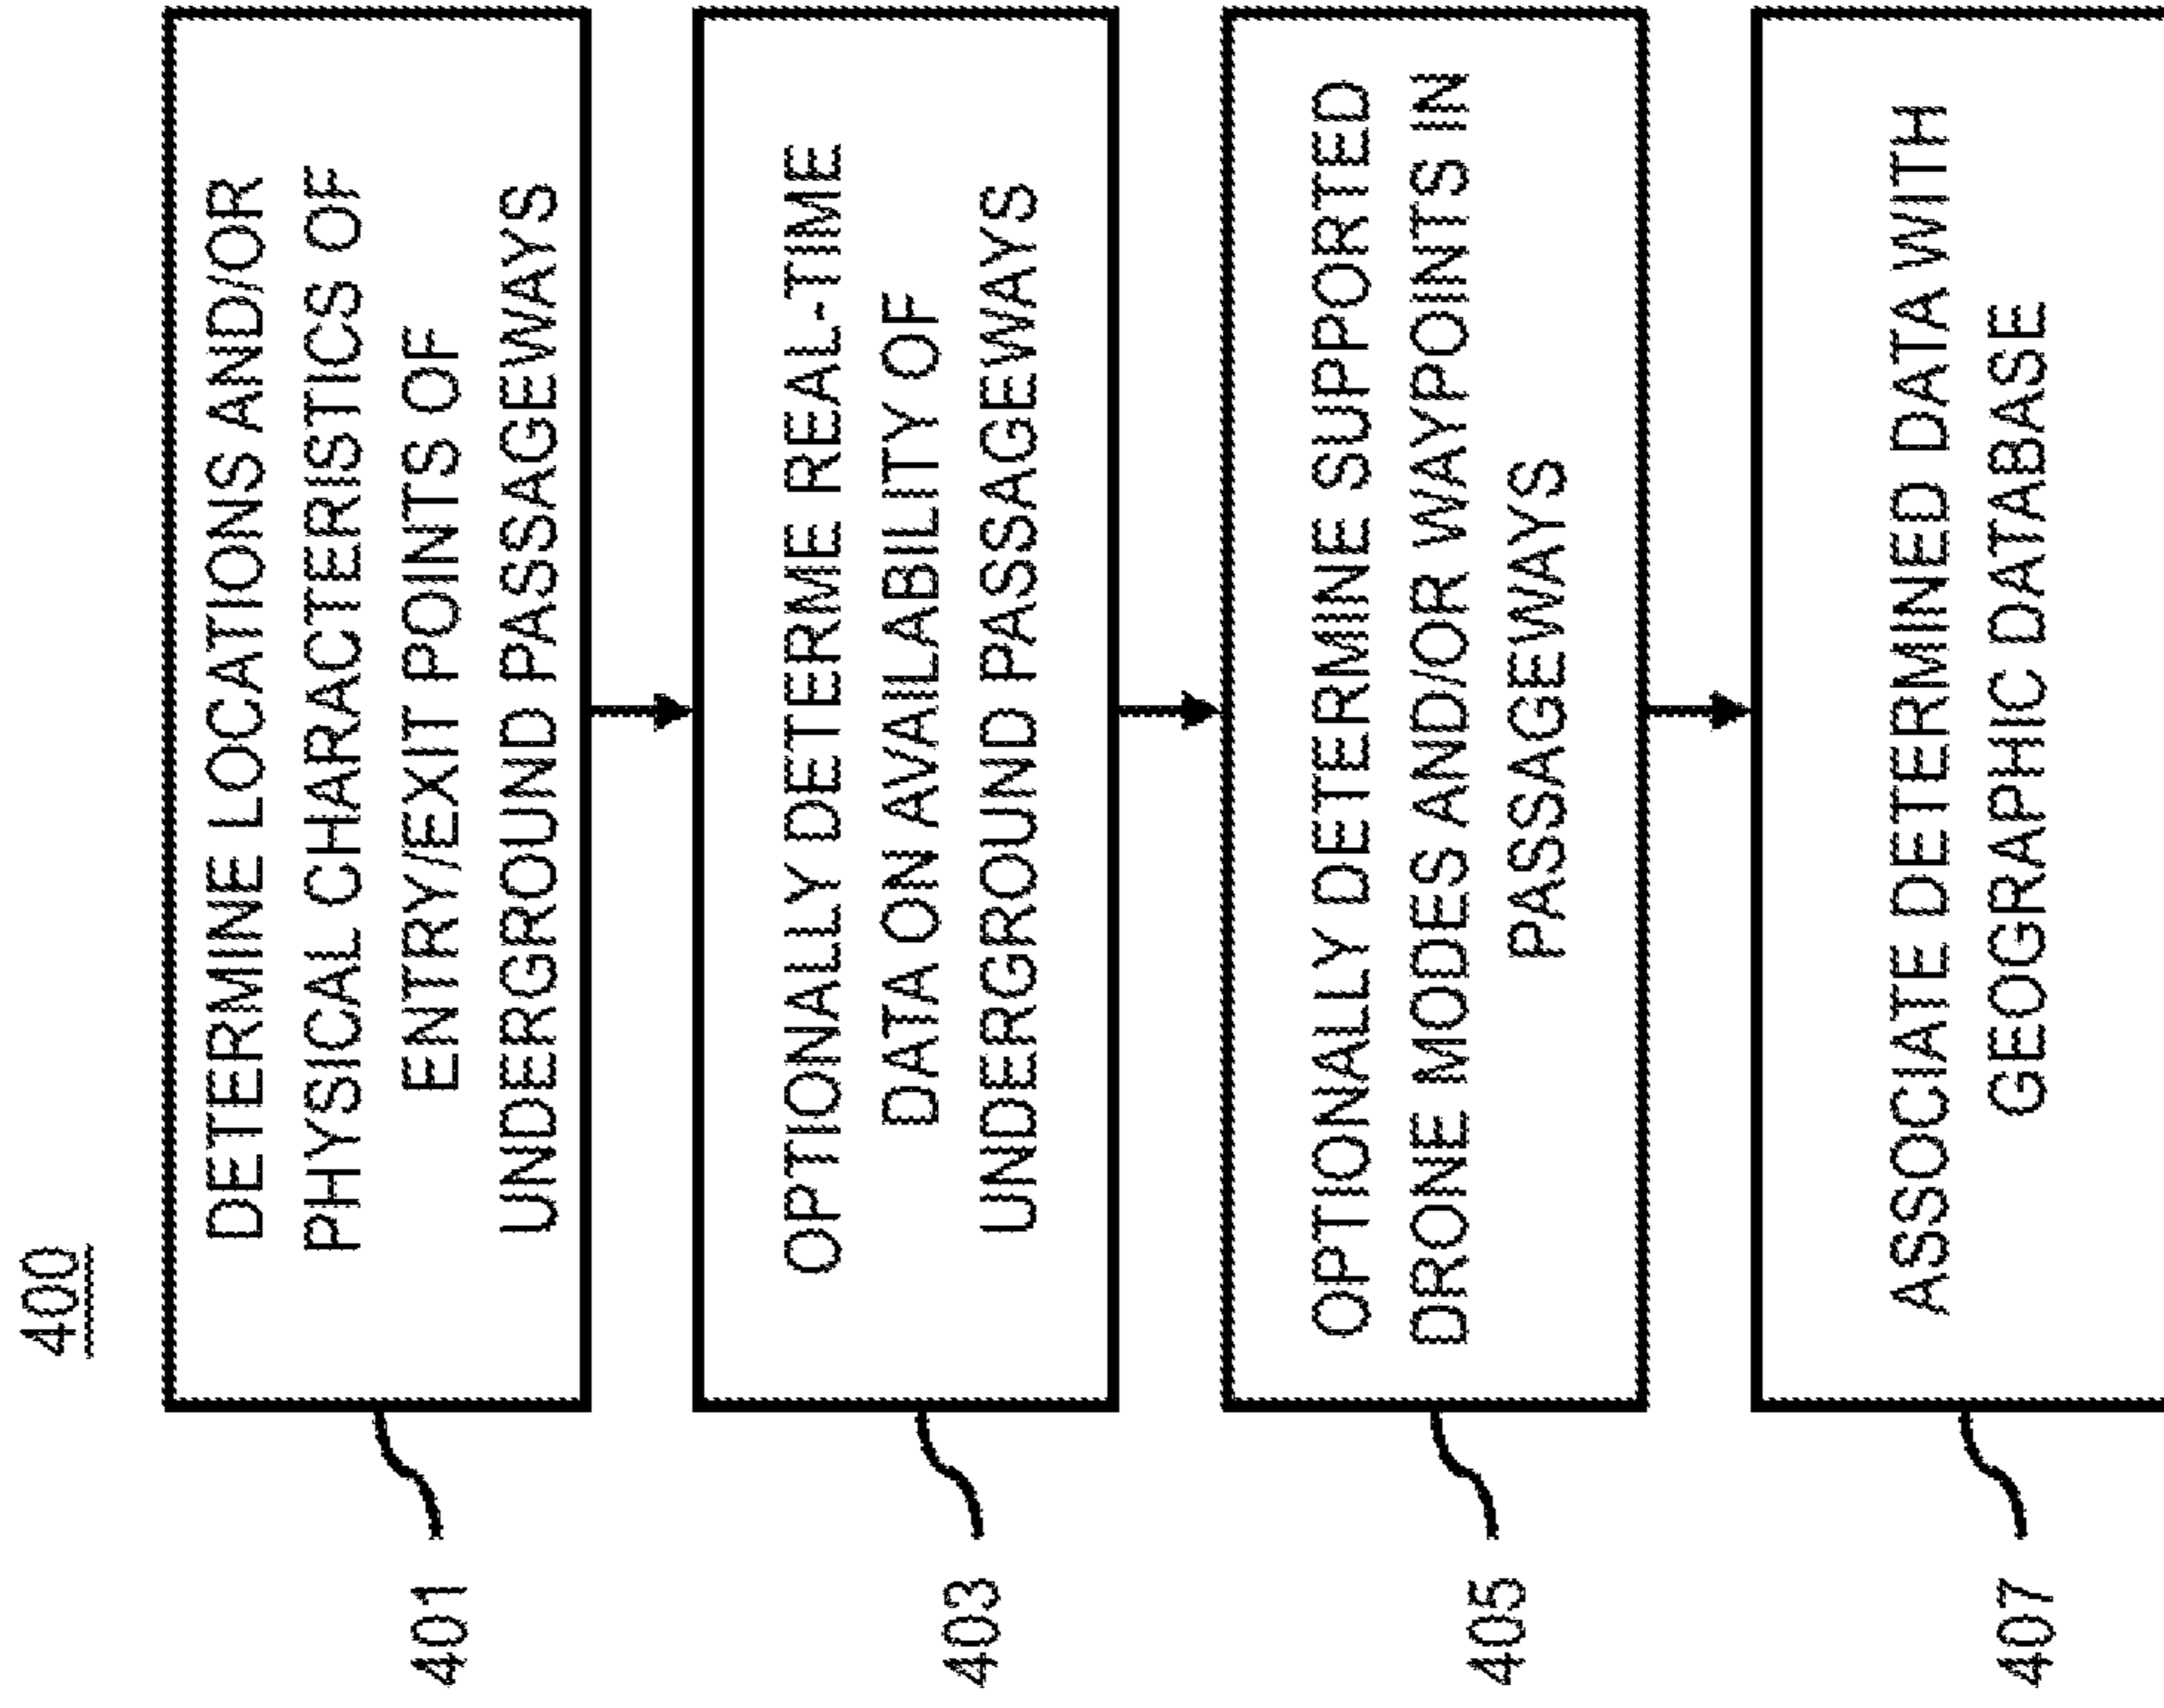 400
401
DETERMINE LOCATIONS AND/OR
PHYSICAL CHARACTERISTICS OF
ENTRY/EXIT POINTS OF
UNDERGROUND PASSAGEWAYS
403
OPTIONALLY DETERME REAL-TIME
DATA ON AVAILABILITY OF
UNDERGROUND PASSAGEWAYS
405
OPTIONALLY DETERMINE SUPPORTED
DRONE MODES AND/OR WAYPOINTS IN
PASSAGEWAYS
407
ASSOCIATE DETERMINED DATA WITH
GEOGRAPHIC DATABASE